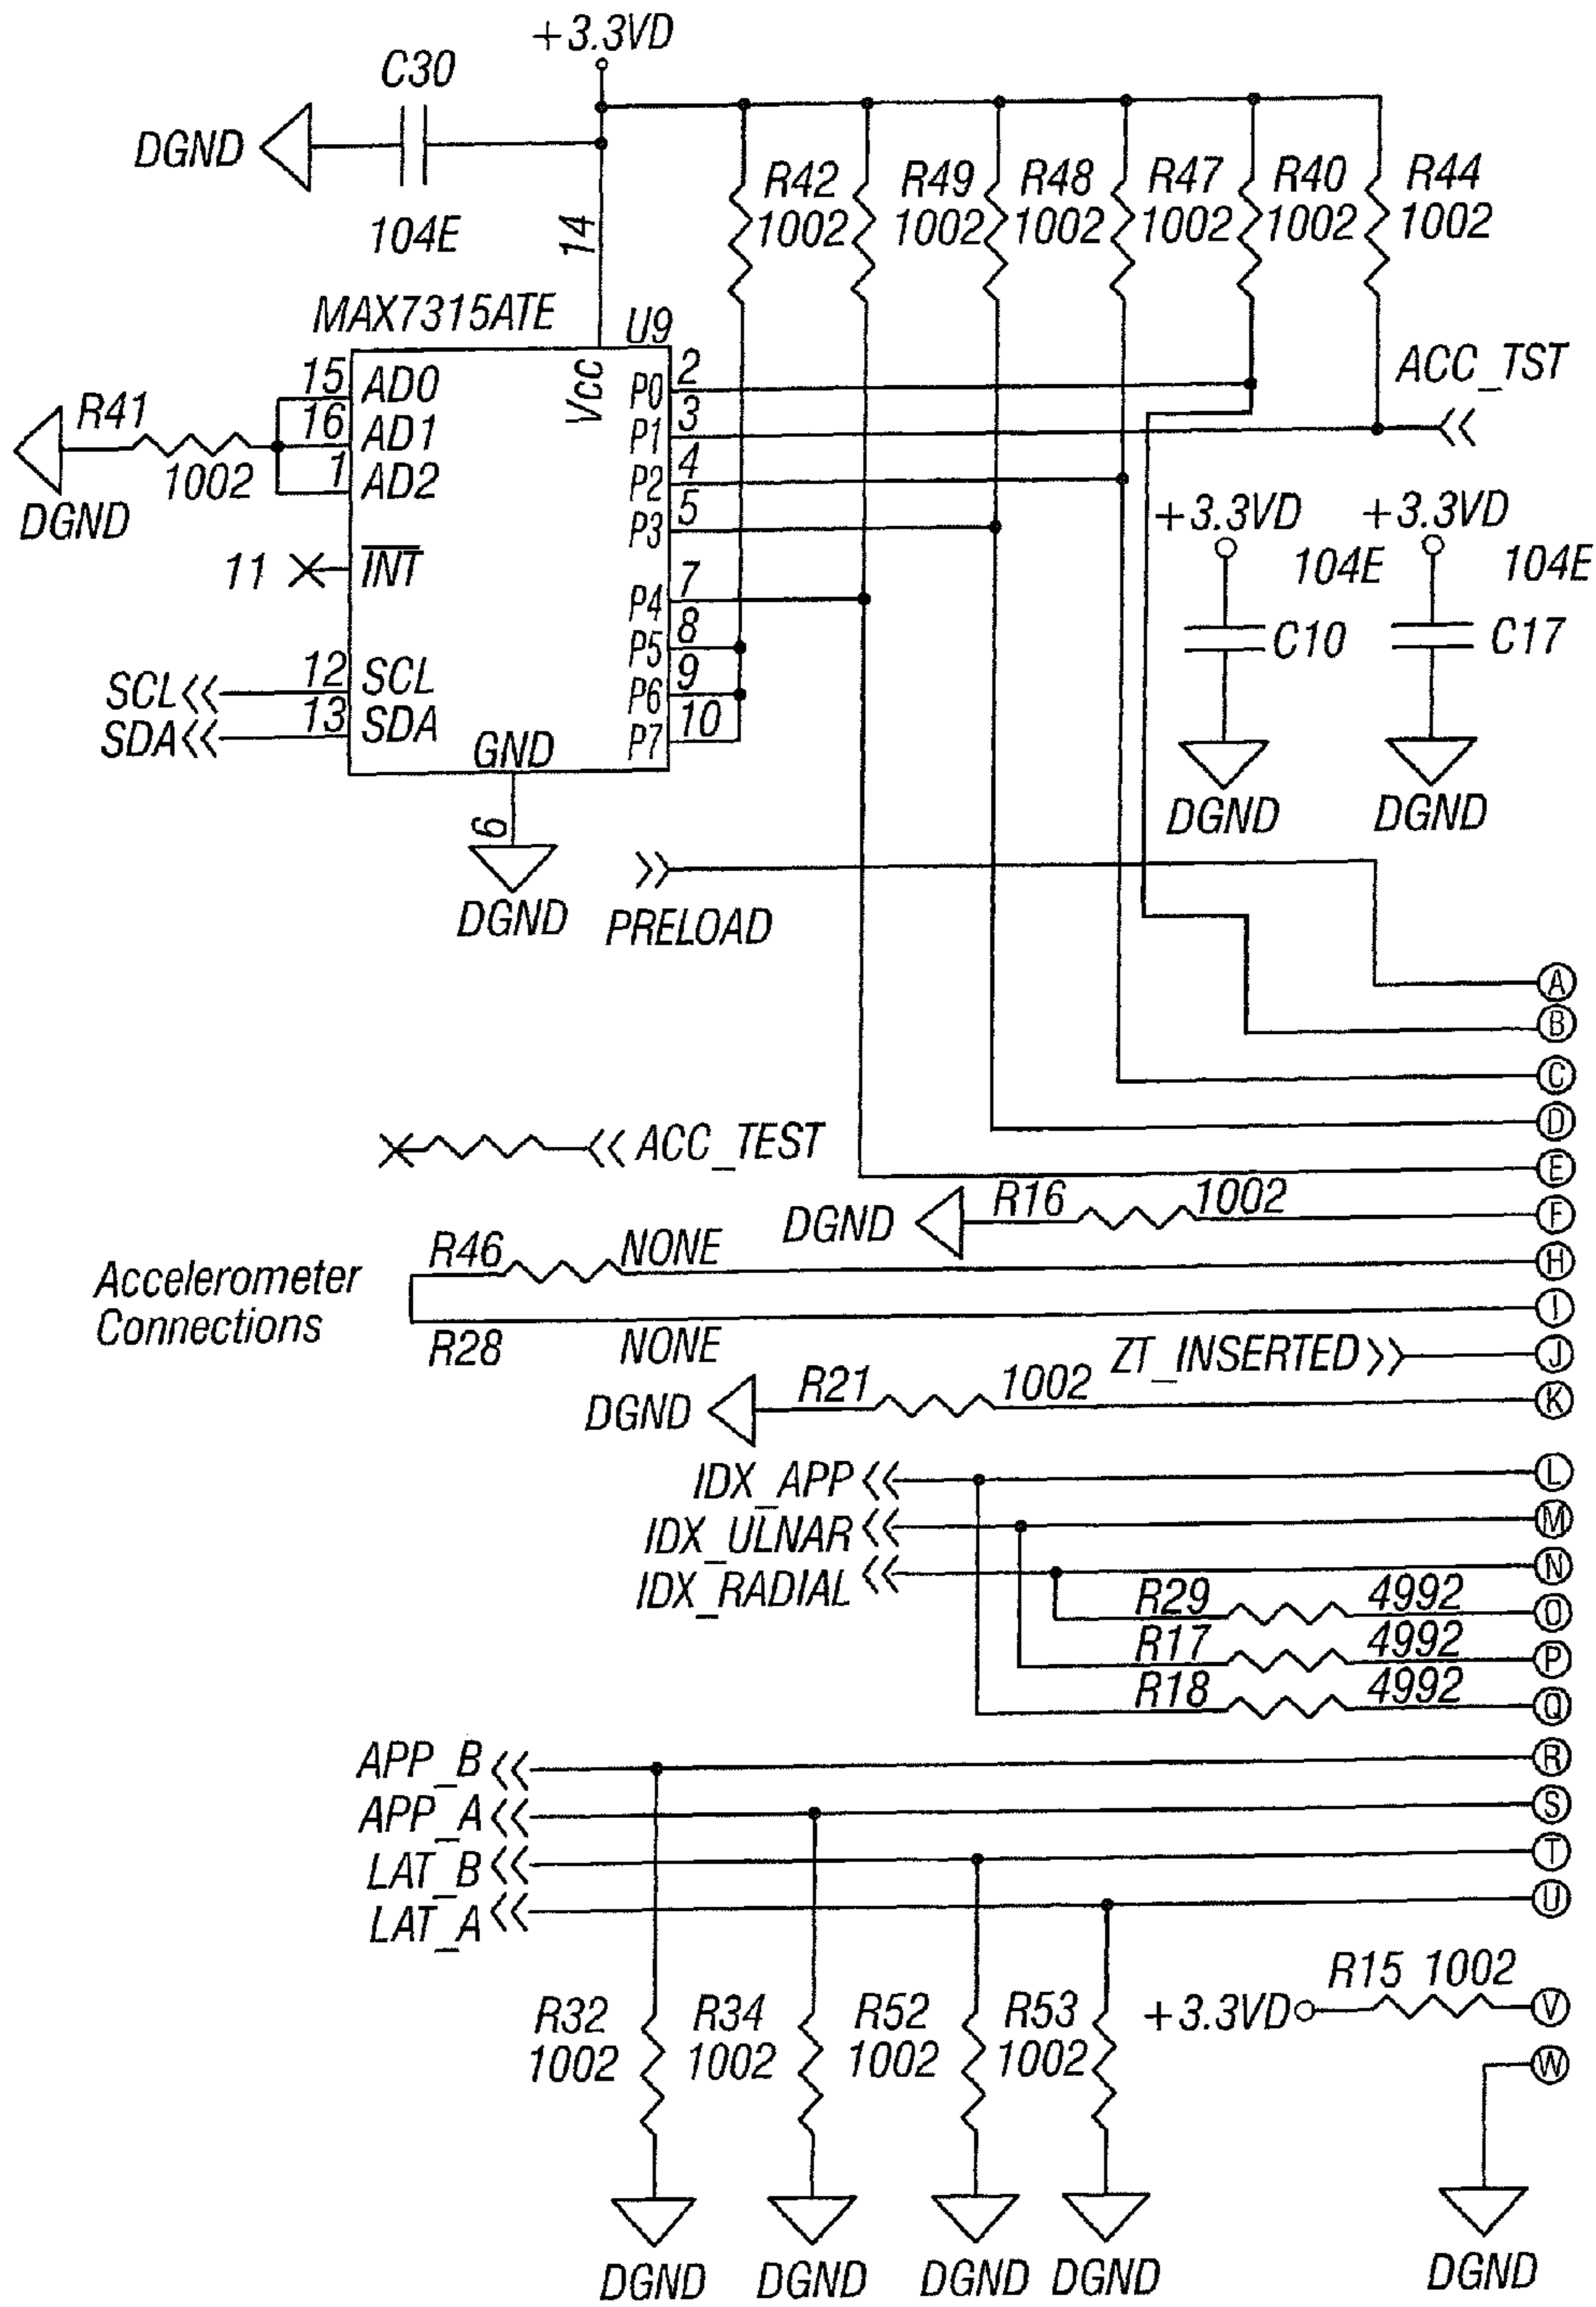 +3.3VD
C30
DGND
104E
14
R42
1002
R49
1002
R48
1002
R47
1002
R40
1002
R44
1002
MAX7315ATE
U9
Vcc
15 AD0
16 AD1
1 AD2
R41
1002
DGND
11 INT
SCL 12 SCL
SDA 13 SDA
GND
6
DGND
P0 2
P1 3
P2 4
P3 5
P4 7
P5 8
P6 9
P7 10
ACC_TST
+3.3VD
104E
C10
DGND
+3.3VD
104E
C17
DGND
PRELOAD
A
B
C
D
ACC_TEST
E
DGND R16 1002 F
Accelerometer
Connections
R46 NONE H
I
R28 NONE
ZT_INSERTED J
DGND R21 1002 K
IDX_APP L
IDX_ULNAR M
IDX_RADIAL N
R29 4992 O
R17 4992 P
R18 4992 Q
APP_B R
APP_A S
LAT_B T
LAT_A U
R32
1002
R34
1002
R52
1002
R53
1002
+3.3VD R15 1002 V
W
DGND
DGND
DGND
DGND
DGND